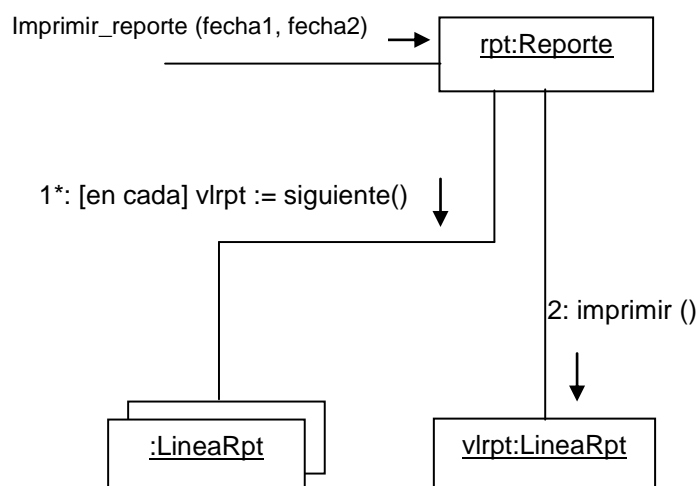 Imprimir_reporte (fecha1, fecha2)
rpt:Reporte
1*: [en cada] vlrpt := siguiente()
2: imprimir ()
:LineaRpt
vlrpt:LineaRpt